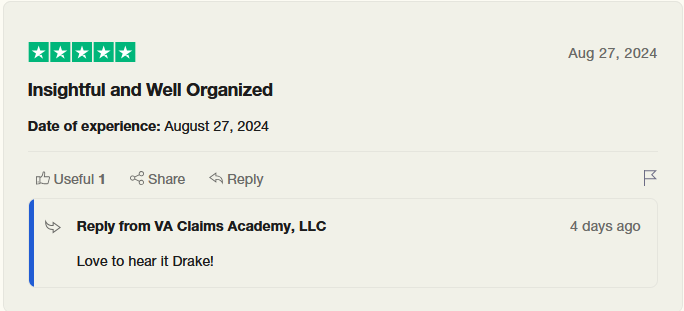 Aug 27, 2024
Insightful and Well Organized
Date of experience: August 27, 2024
Useful 1 Share Reply
Reply from VA Claims Academy, LLC 4 days ago
Love to hear it Drake!